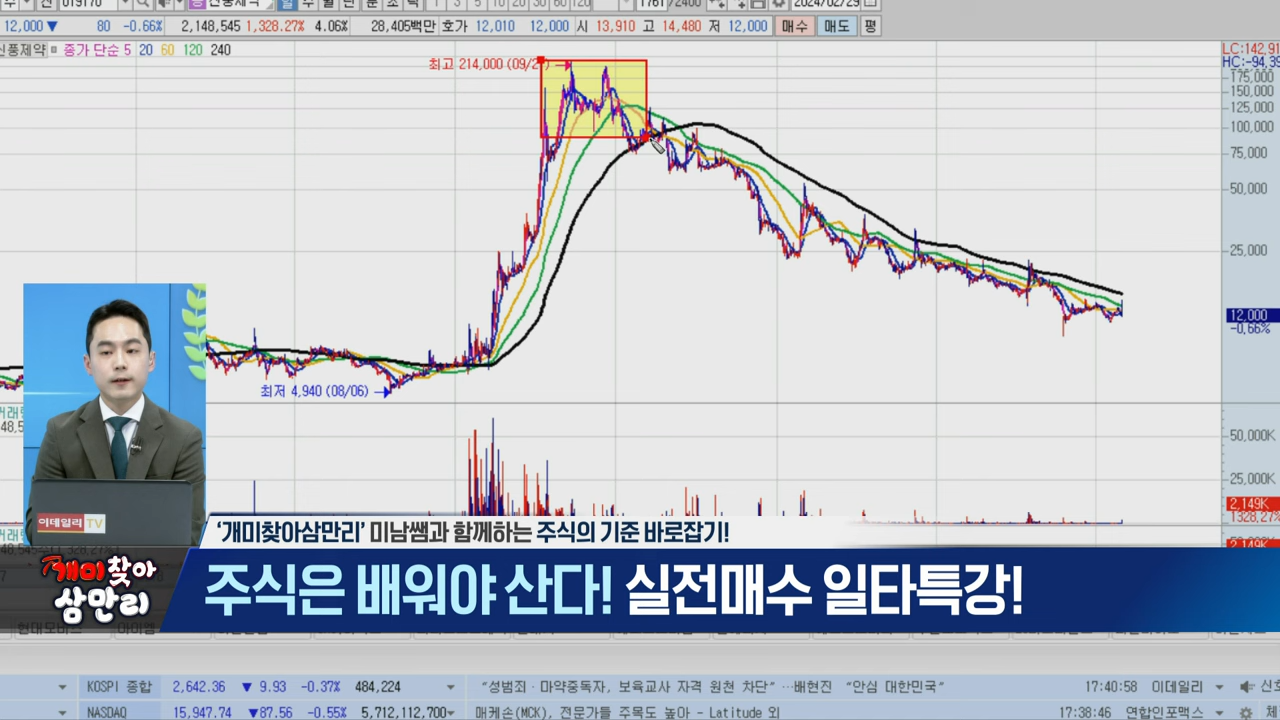 019170
1761/2400
2024/02/29
12,000 ▼ 80 -0.66% 2,148,545 1,328.27% 4.06% 28,405백만 호가 12,010 12,000 시 13,910 고 14,480 저 12,000 매수 매도 평
신풍제약 종가 단순 5 20 60 120 240
LC:142,91
HC:-94,39
최고 214,000
175,000
150,000
125,000
100,000
75,000
50,000
25,000
12,000
-0,66%
최저 4,940 (08/06)
50,000K
25,000K
2,149K
1328,27%
이데일리 TV
'개미찾아삼만리' 미남쌤과 함께하는 주식의 기준 바로잡기!
개미찾아
삼만리
주식은 배워야 산다! 실전매수 일타특강!
KOSPI 종합 2,642.36 ▼ 9.93 -0.37% 484,224 "성범죄·마약중독자, 보육교사 자격 원천 차단" …배현진 "안심 대한민국" 17:40:58 이데일리
NASDAQ 15,947.74 ▼87.56 -0.55% 5,712,112,700 매케손(MCK), 전문가들 주목도 높아 - Latitude 외 17:38:46 연합인포맥스